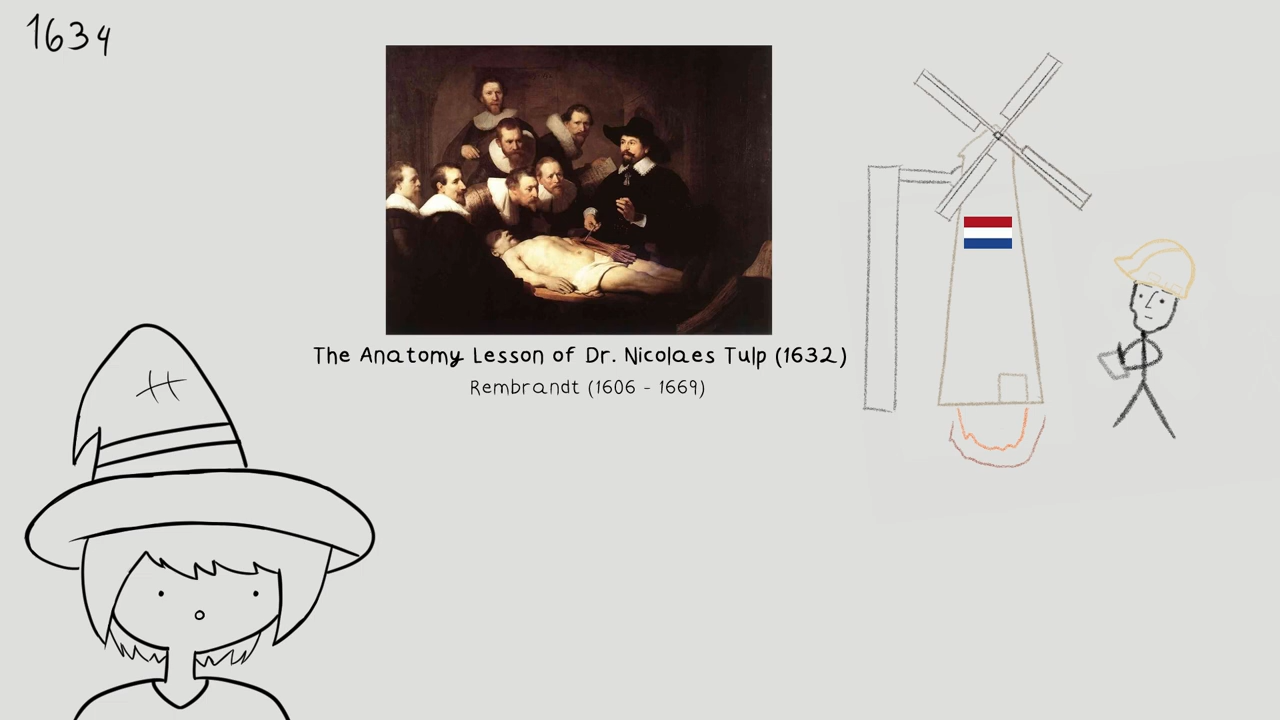 1634
The Anatomy Lesson of Dr. Nicolaes Tulp (1632)
Rembrandt (1606 - 1669)